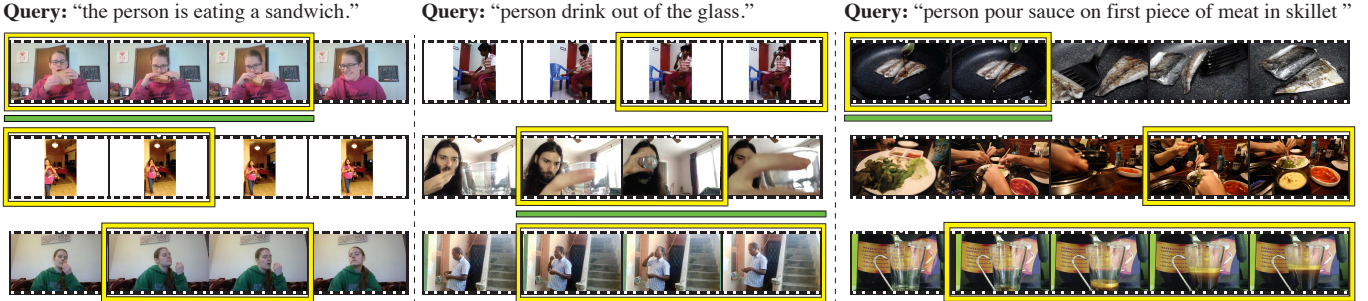 Query: “the person is eating a sandwich.”
Query: “person drink out of the glass.”
Query: “person pour sauce on first piece of meat in skillet ”